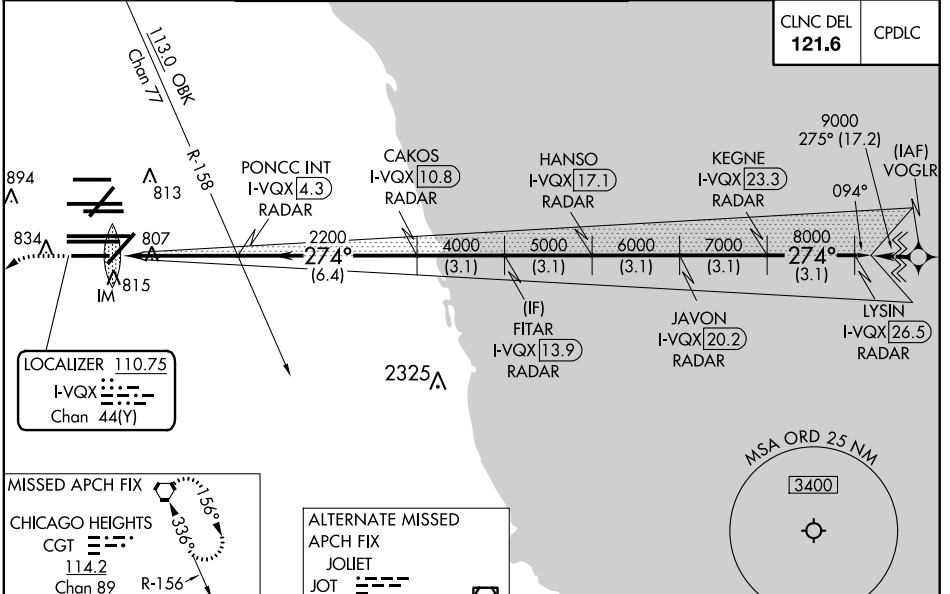 CLNC DEL
121.6
CPDLC
113.0 OBK
Chan 77
R-158
9000
275° (17.2)
(IAF)
VOGLR
094°
PONCC INT
I-VQX 4.3
RADAR
CAKOS
I-VQX 10.8
RADAR
HANSO
I-VQX 17.1
RADAR
KEGNE
I-VQX 23.3
RADAR
894
813
834
807
815
IM
2200
274°
(6.4)
4000
(3.1)
5000
(3.1)
6000
(3.1)
7000
(3.1)
8000
274°
(3.1)
(IF)
FITAR
I-VQX 13.9
RADAR
JAVON
I-VQX 20.2
RADAR
LYSIN
I-VQX 26.5
RADAR
LOCALIZER 110.75
I-VQX
Chan 44(Y)
2325
MSA ORD 25 NM
3400
MISSED APCH FIX
156°
336°
CHICAGO HEIGHTS
CGT
114.2
Chan 89
R-156
ALTERNATE MISSED
APCH FIX
JOLIET
JOT